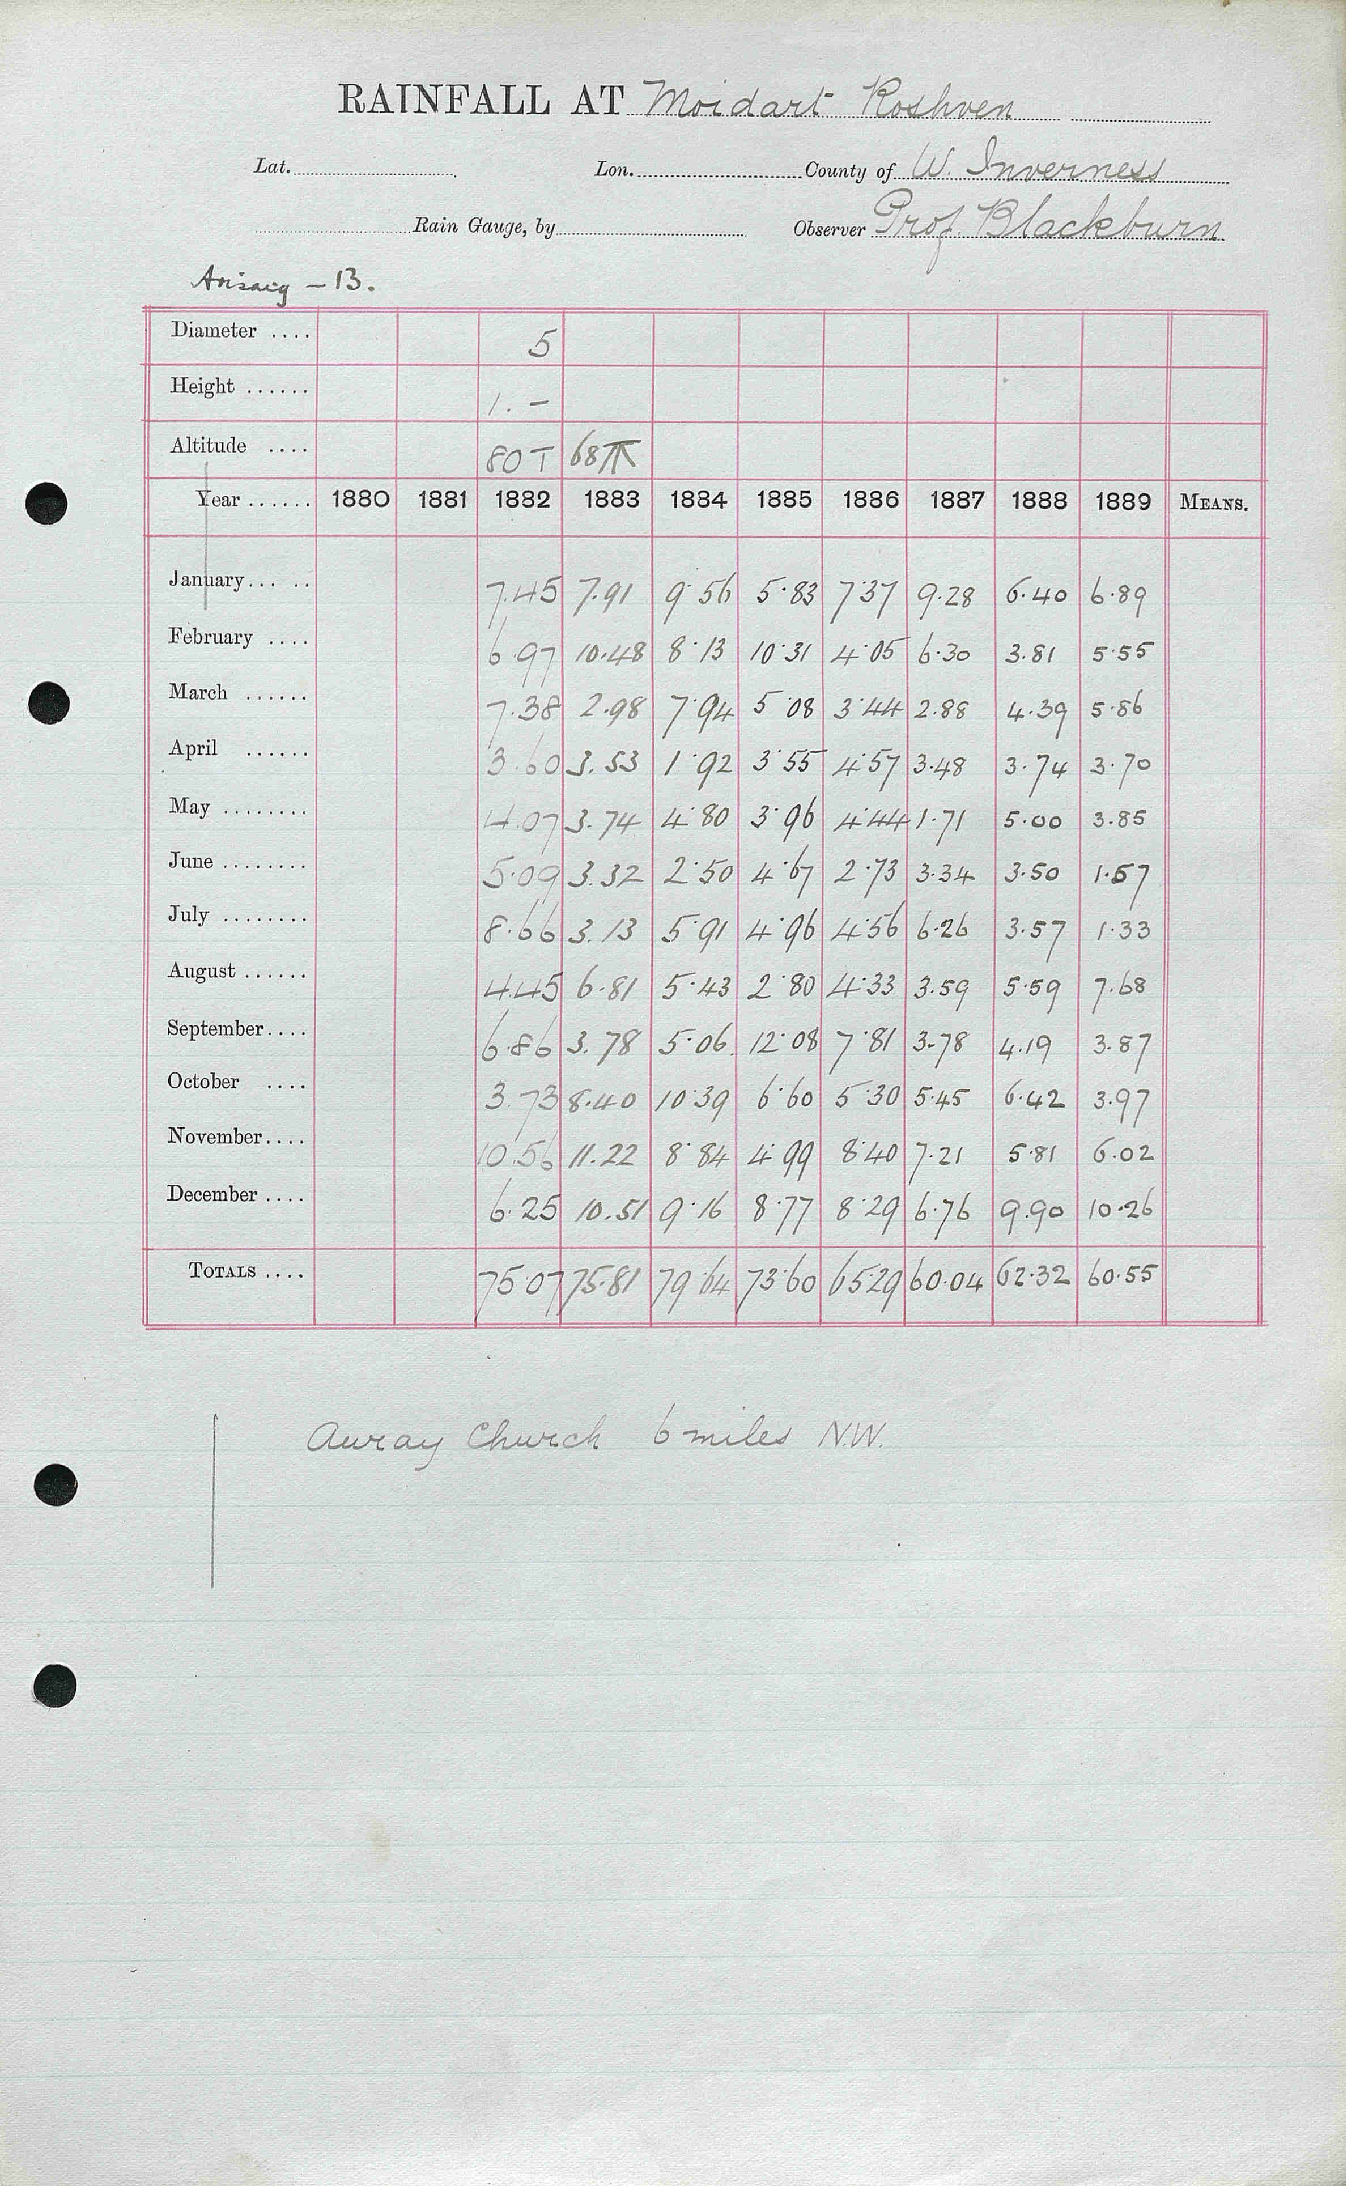 RAINFALL AT Moidart Roshven
Lat. Lon. County of W. Inverness
Rain Gauge, by Observer Prof Blackburn
Arisaig - 13.
Diameter .... 5
Height ...... 1. -
Altitude .... 80 T 68
Year ...... 1880 1881 1882 1883 1884 1885 1886 1887 1888 1889 MEANS.
January... .. 7.45 7.91 9.56 5.83 7.37 9.28 6.40 6.89
February .... 6.97 10.48 8.13 10.31 4.05 6.30 3.81 5.55
March ...... 7.38 2.98 7.94 5.08 3.44 2.88 4.39 5.86
April ...... 3.60 3.53 1.92 3.55 4.57 3.48 3.74 3.70
May ........ 4.07 3.74 4.80 3.96 4.44 1.71 5.00 3.85
June ........ 5.09 3.32 2.50 4.67 2.73 3.34 3.50 1.57
July ........ 8.66 3.13 5.91 4.96 4.56 6.26 3.57 1.33
August ...... 4.45 6.81 5.43 2.80 4.33 3.59 5.59 7.68
September.... 6.86 3.78 5.06 12.08 7.81 3.78 4.19 3.87
October .... 3.73 8.40 10.39 6.60 5.30 5.45 6.42 3.97
November.... 10.56 11.22 8.84 4.99 8.40 7.21 5.81 6.02
December .... 6.25 10.51 9.16 8.77 8.29 6.76 9.90 10.26
TOTALS .... 75.07 75.81 79.64 73.60 65.29 60.04 62.32 60.55
Church 6 miles N.W.